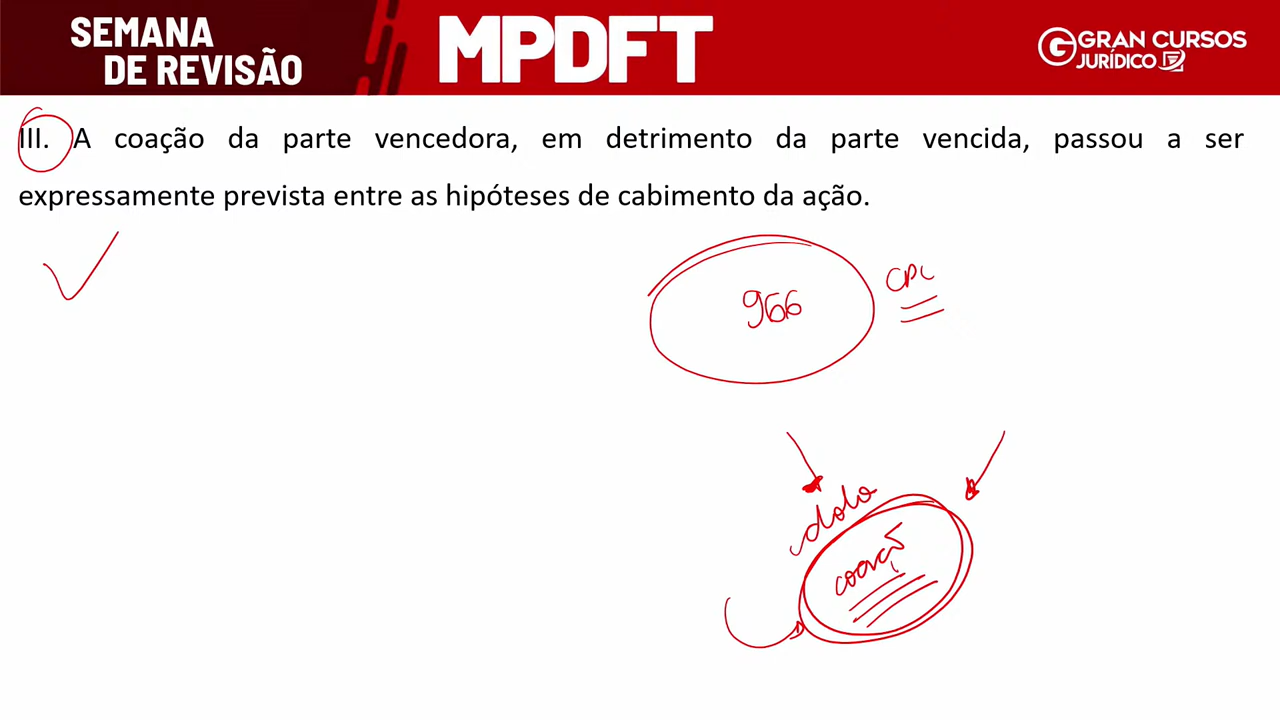 SEMANA
DE REVISÃO
MPDFT
GRAN CURSOS
JURÍDICO
III. A coação da parte vencedora, em detrimento da parte vencida, passou a ser
expressamente prevista entre as hipóteses de cabimento da ação.
CPC
966
dolo
coação